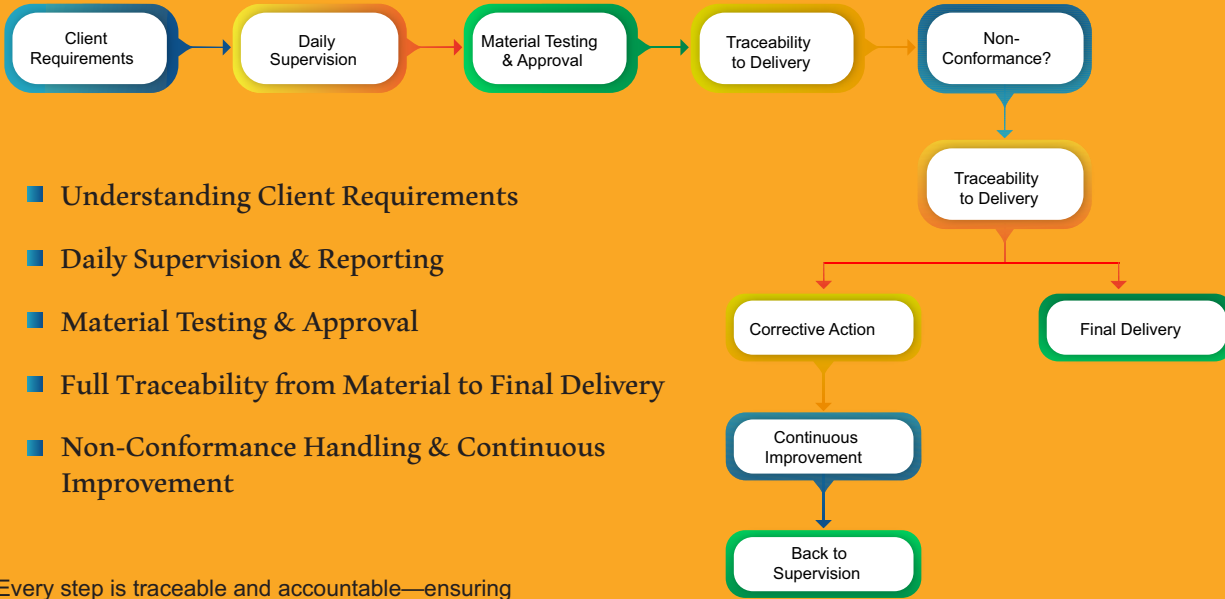 Client
Requirements
Daily
Supervision
Material Testing
& Approval
Traceability
to Delivery
Non-
Conformance?
Traceability
to Delivery
Corrective Action
Final Delivery
Continuous
Improvement
Back to
Supervision
Understanding Client Requirements
Daily Supervision & Reporting
Material Testing & Approval
Full Traceability from Material to Final Delivery
Non-Conformance Handling & Continuous
Improvement
Every step is traceable and accountable—ensuring